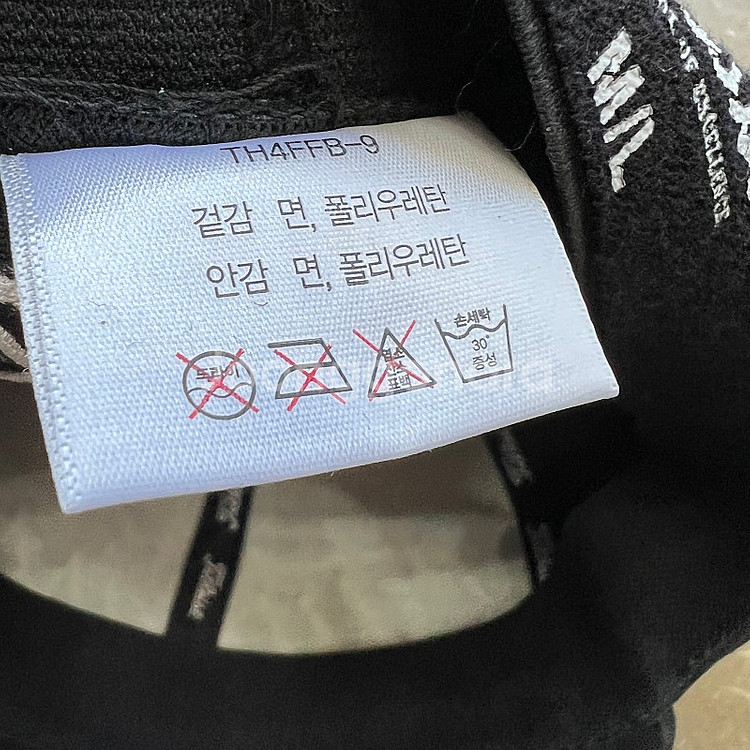 TH4FFB-9
겉감 면, 폴리우레탄
안감 면, 폴리우레탄
드라이
염소
표백
손세탁
30°
중성
M/L
EXCELLENCE